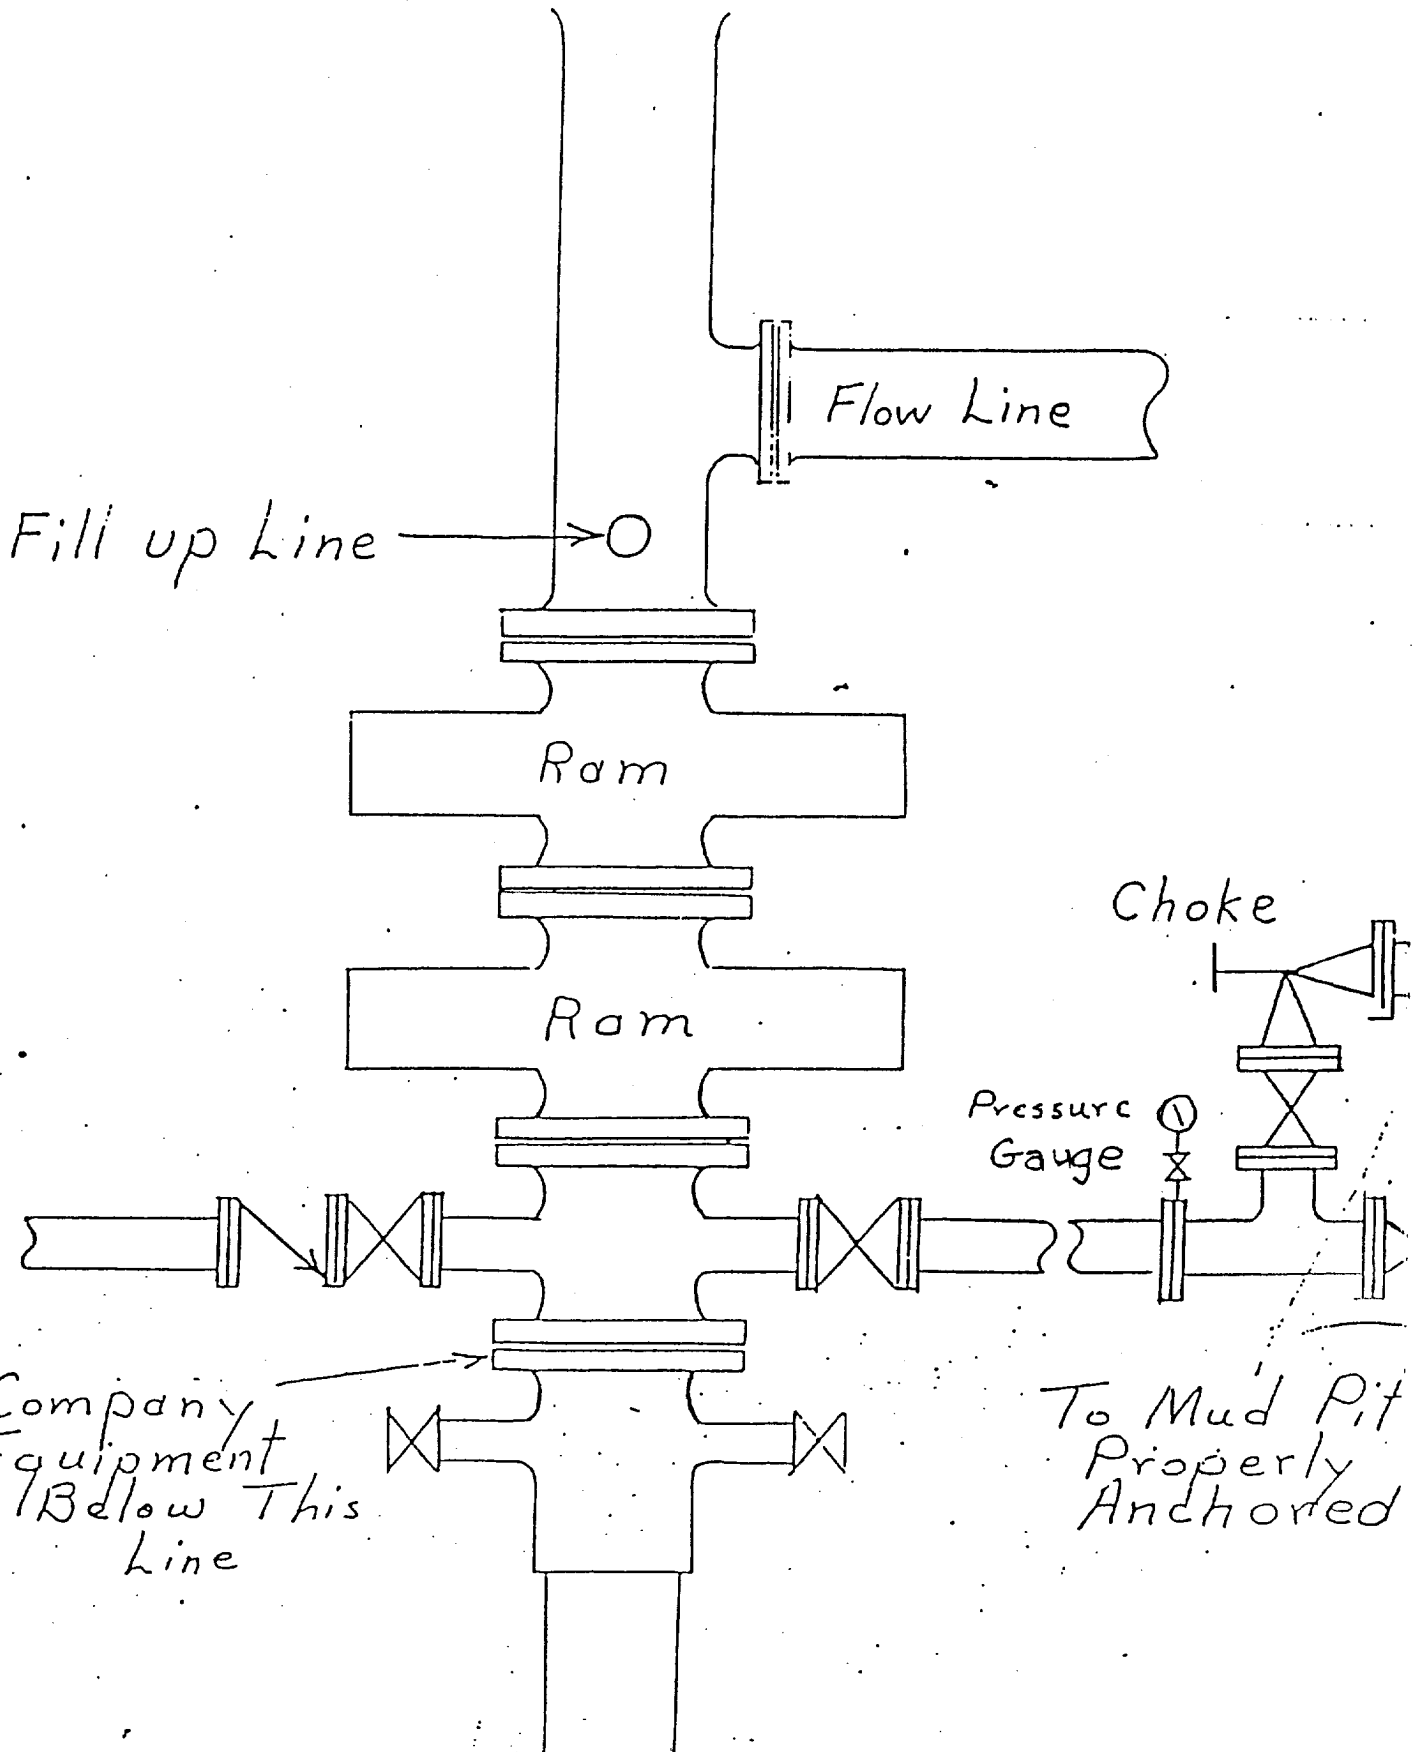 Flow Line
Fill up Line
Ram
Choke
Ram
Pressure
Gauge
Company
Equipment
Below This
Line
To Mud Pit
Properly
Anchored